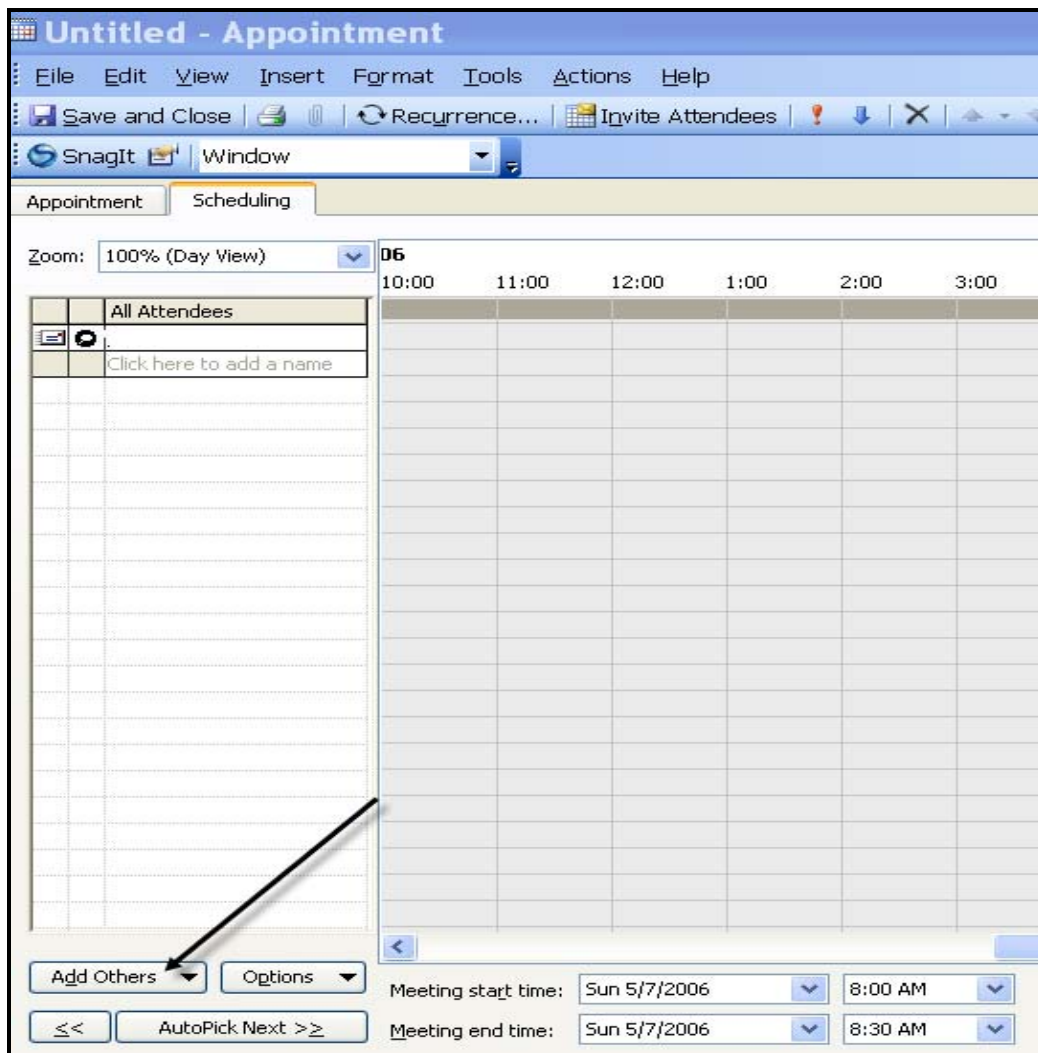 Untitled - Appointment
File Edit View Insert Format Tools Actions Help
Save and Close Recurrence... Invite Attendees
SnagIt Window
Appointment Scheduling
Zoom: 100% (Day View) 06
10:00 11:00 12:00 1:00 2:00 3:00
All Attendees
.
Click here to add a name
Add Others Options
Meeting start time: Sun 5/7/2006 8:00 AM
<< AutoPick Next >> Meeting end time: Sun 5/7/2006 8:30 AM